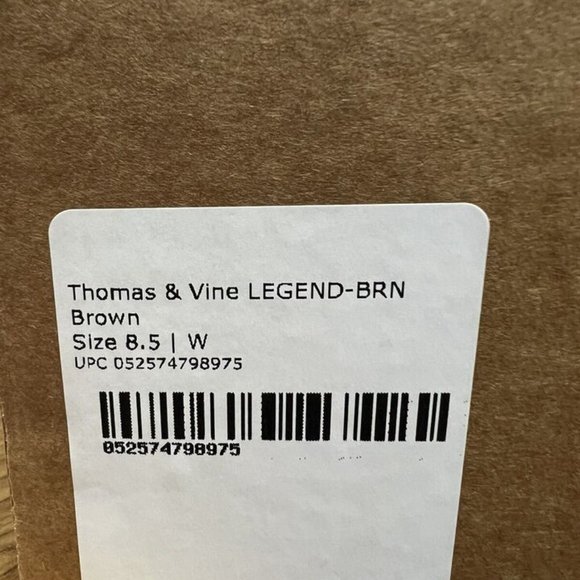 Thomas & Vine LEGEND-BRN
Brown
Size 8.5 | W
UPC 052574798975
052574798975